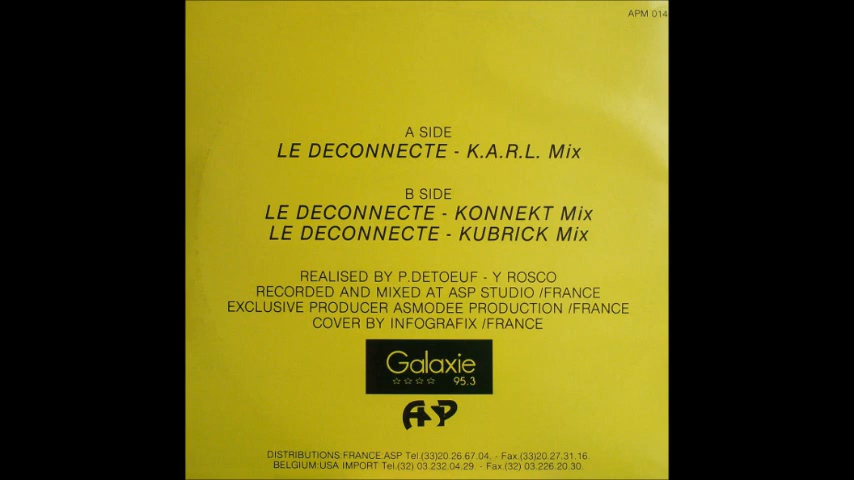 APM 014
A SIDE
LE DECONNECTE - K.A.R.L. Mix
B SIDE
LE DECONNECTE - KONNEKT Mix
LE DECONNECTE - KUBRICK Mix
REALISED BY P.DETOEUF - Y ROSCO
RECORDED AND MIXED AT ASP STUDIO /FRANCE
EXCLUSIVE PRODUCER ASMODEE PRODUCTION /FRANCE
COVER BY INFOGRAFIX /FRANCE
Galaxie
95.3
ASP
DISTRIBUTIONS:FRANCE:ASP Tel.(33)20.26.67.04. - Fax.(33)20.27.31.16.
BELGIUM:USA IMPORT Tel.(32) 03.232.04.29. - Fax.(32) 03.226.20.30.